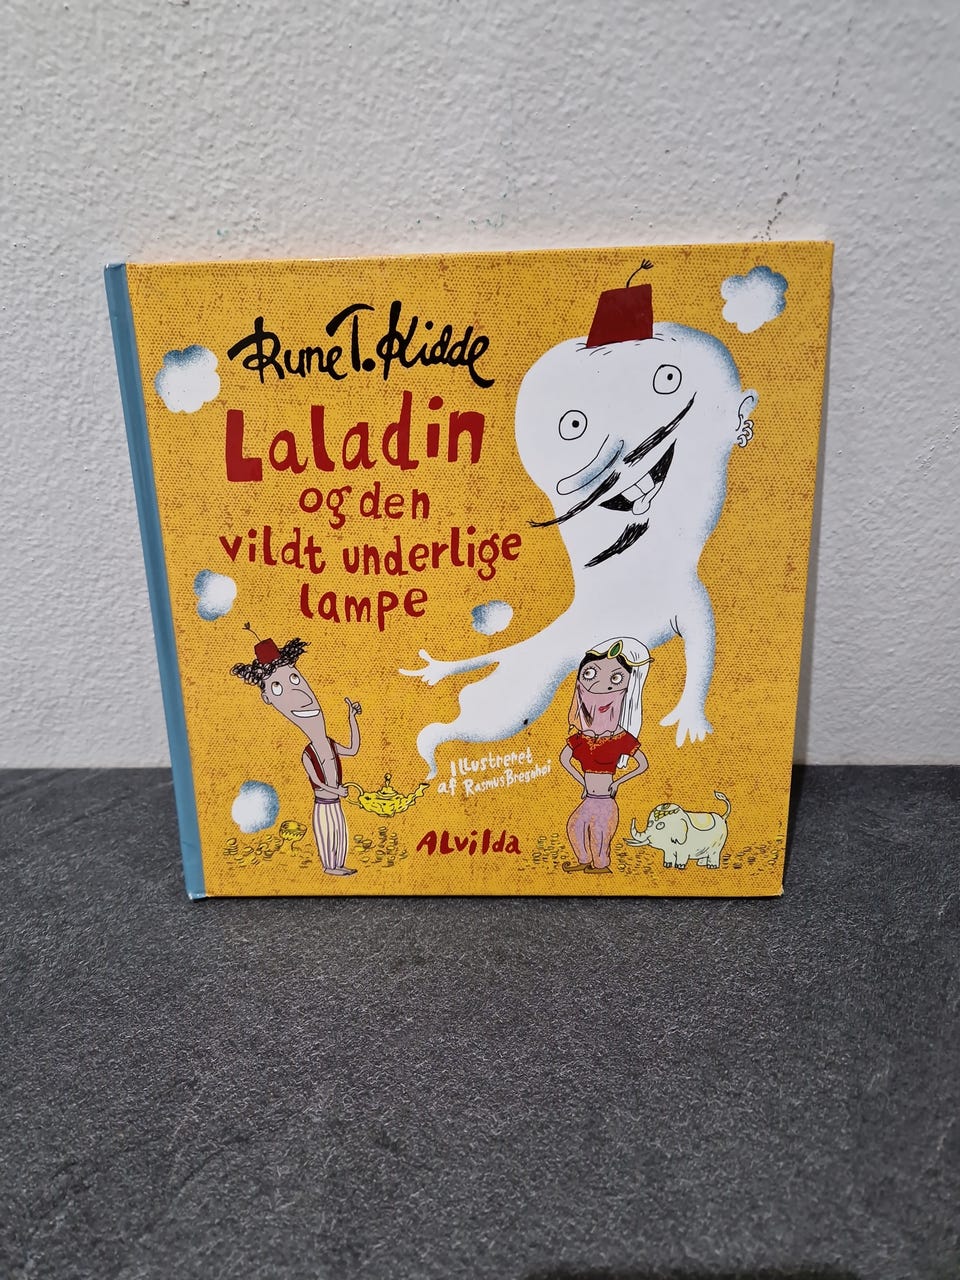 Rune T. Kidde
Laladin
og den
vildt underlige
lampe
Illustreret
af Rasmus Bregnhøi
ALVilda